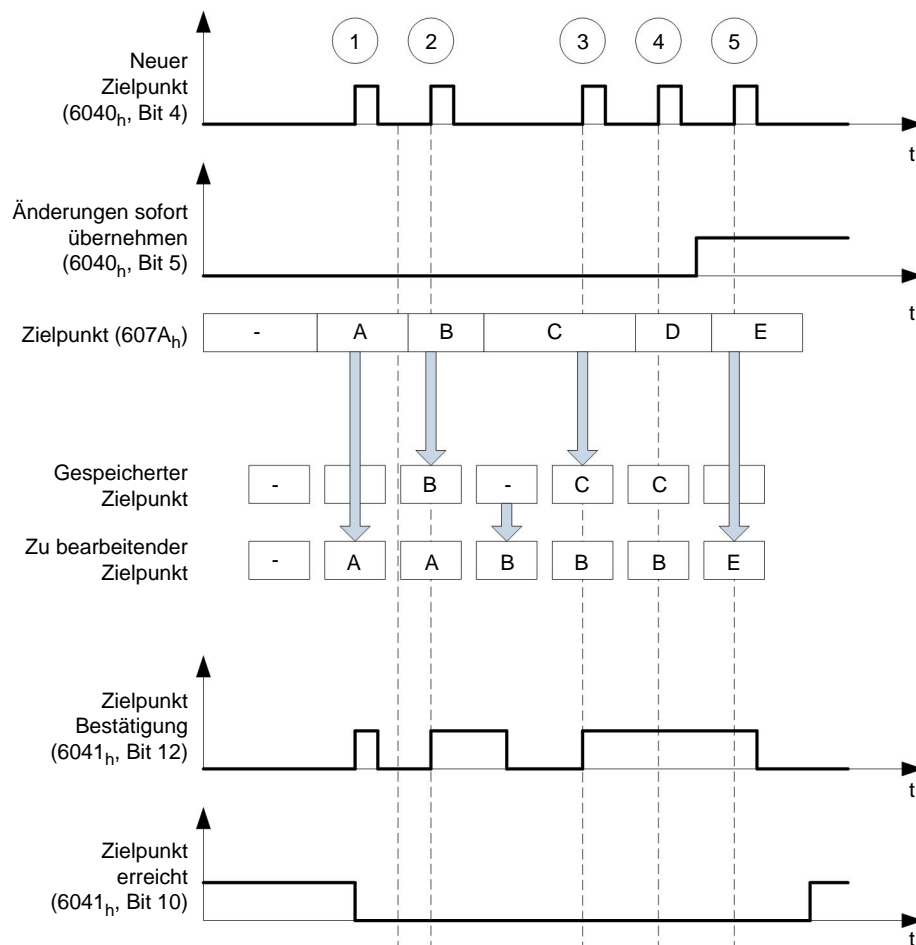 1 2 3 4 5
Neuer
Zielpunkt
(6040h, Bit 4)
t
Änderungen sofort
übernehmen
(6040h, Bit 5)
t
Zielpunkt (607Ah)
- A B C D E
Gespeicherter
Zielpunkt
- B - C C
Zu bearbeitender
Zielpunkt
- A A B B B E
Zielpunkt
Bestätigung
(6041h, Bit 12)
t
Zielpunkt
erreicht
(6041h, Bit 10)
t